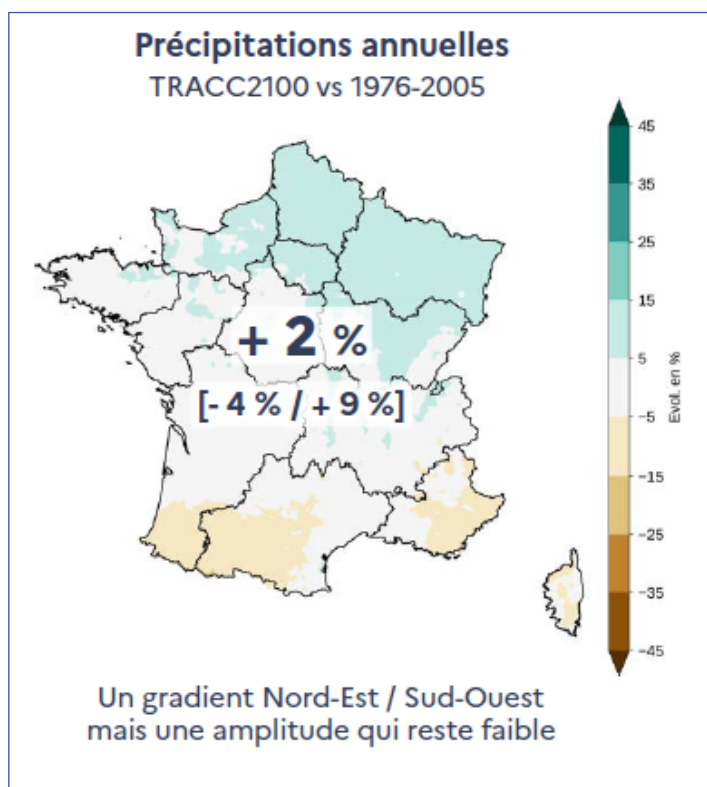 Précipitations annuelles
TRACC2100 vs 1976-2005
+ 2 %
[- 4 % / + 9 %]
45
35
25
15
5
−5
−15
−25
−35
−45
Evol. en %
Un gradient Nord-Est / Sud-Ouest
mais une amplitude qui reste faible